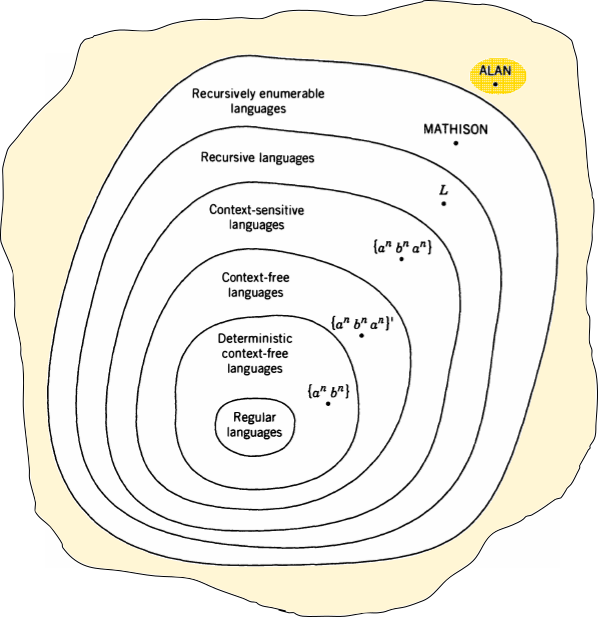 ALAN
Recursively enumerable
languages
MATHISON
Recursive languages
L
Context-sensitive
languages
{aⁿ bⁿ aⁿ}
Context-free
languages
{aⁿ bⁿ aⁿ}'
Deterministic
context-free
languages
{aⁿ bⁿ}
Regular
languages